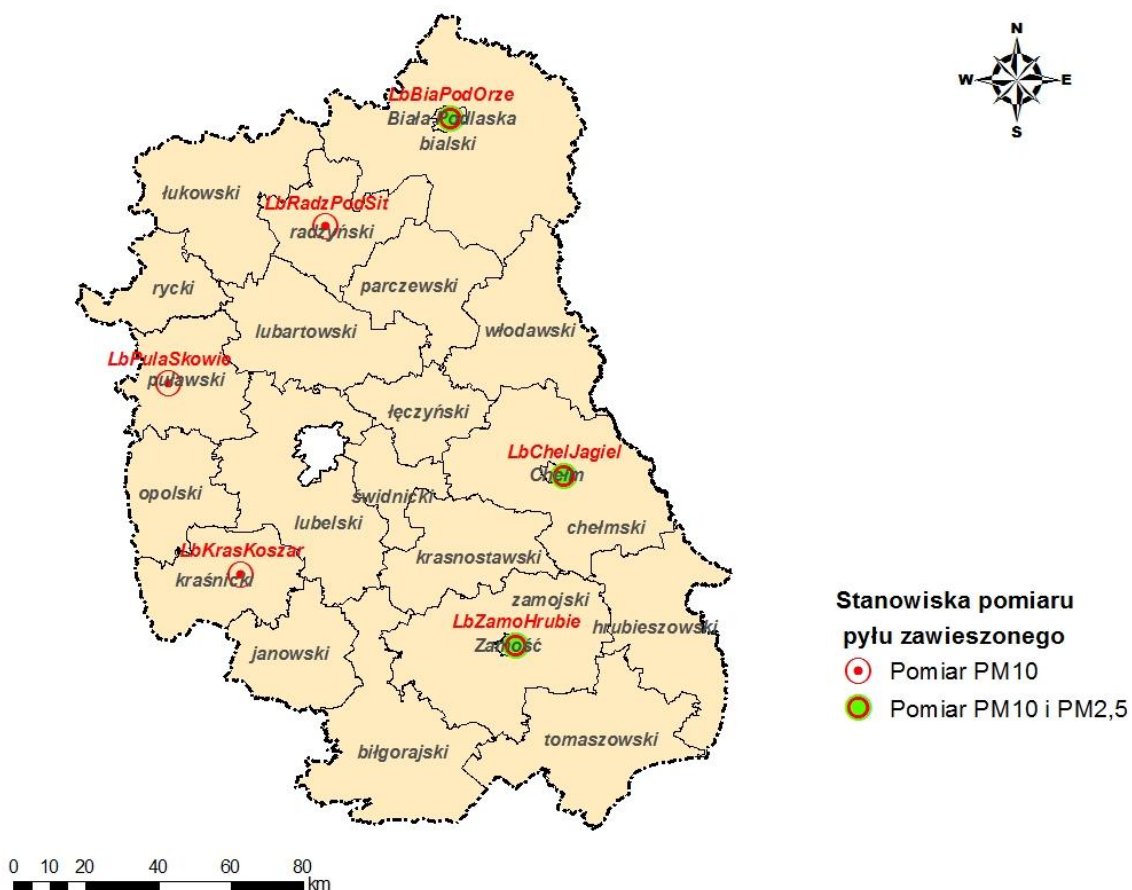 N
W E
S
LbBiaPodOrze
Biała Podlaska
bialski
łukowski
LbRadzPodSit
radzyński
parczewski
rycki
lubartowski
włodawski
LbPulaSkowie
puławski
łęczyński
LbChelJagiel
Chełm
opolski
świdnicki
lubelski
chełmski
LbKrasKoszar
krasnostawski
kraśnicki
zamojski
LbZamoHrubie
hrubieszowski
Zamość
janowski
tomaszowski
biłgorajski
Stanowiska pomiaru
pyłu zawieszonego
Pomiar PM10
Pomiar PM10 i PM2,5
0 10 20 40 60 80
km